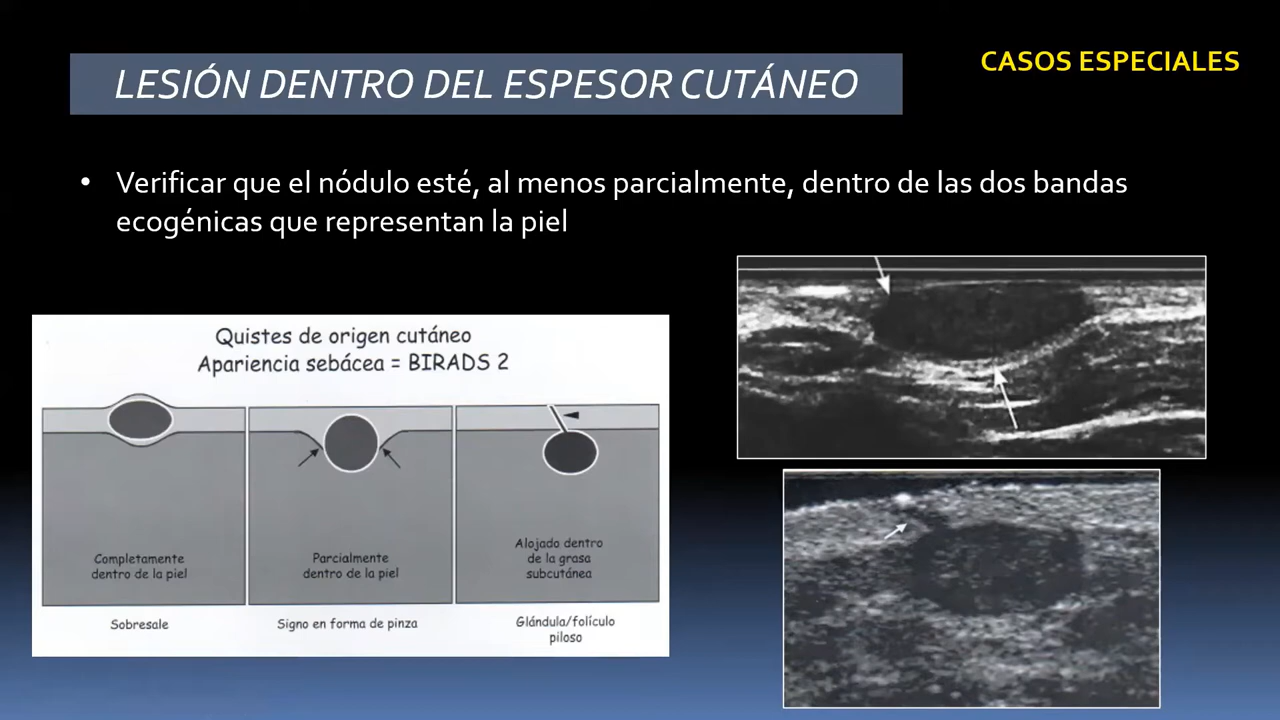 LESIÓN DENTRO DEL ESPESOR CUTÁNEO
CASOS ESPECIALES
• Verificar que el nódulo esté, al menos parcialmente, dentro de las dos bandas
ecogénicas que representan la piel
Quistes de origen cutáneo
Apariencia sebácea = BIRADS 2
Completamente
dentro de la piel
Parcialmente
dentro de la piel
Alojado dentro
de la grasa
subcutánea
Sobresale
Signo en forma de pinza
Glándula/folículo
piloso